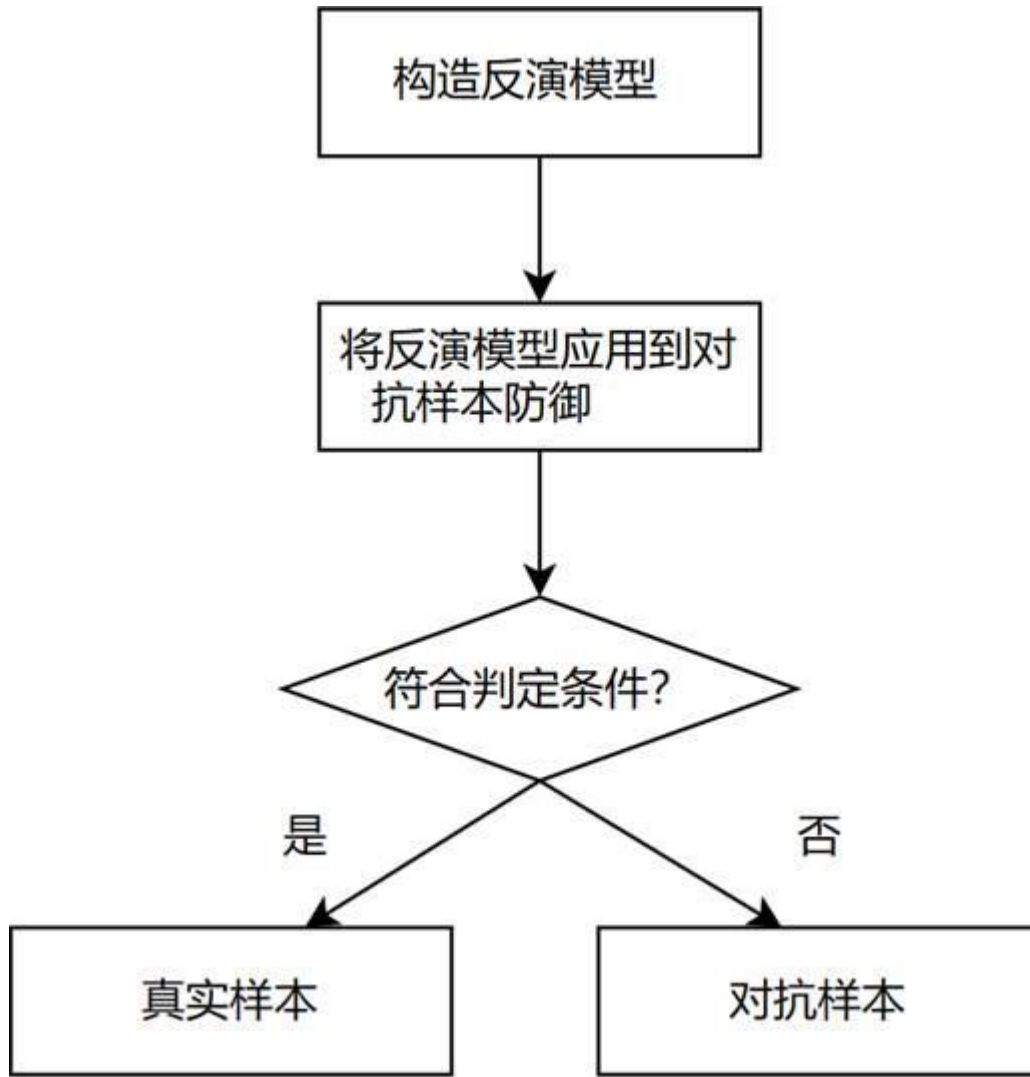 构造反演模型
将反演模型应用到对
抗样本防御
符合判定条件?
是
否
真实样本
对抗样本